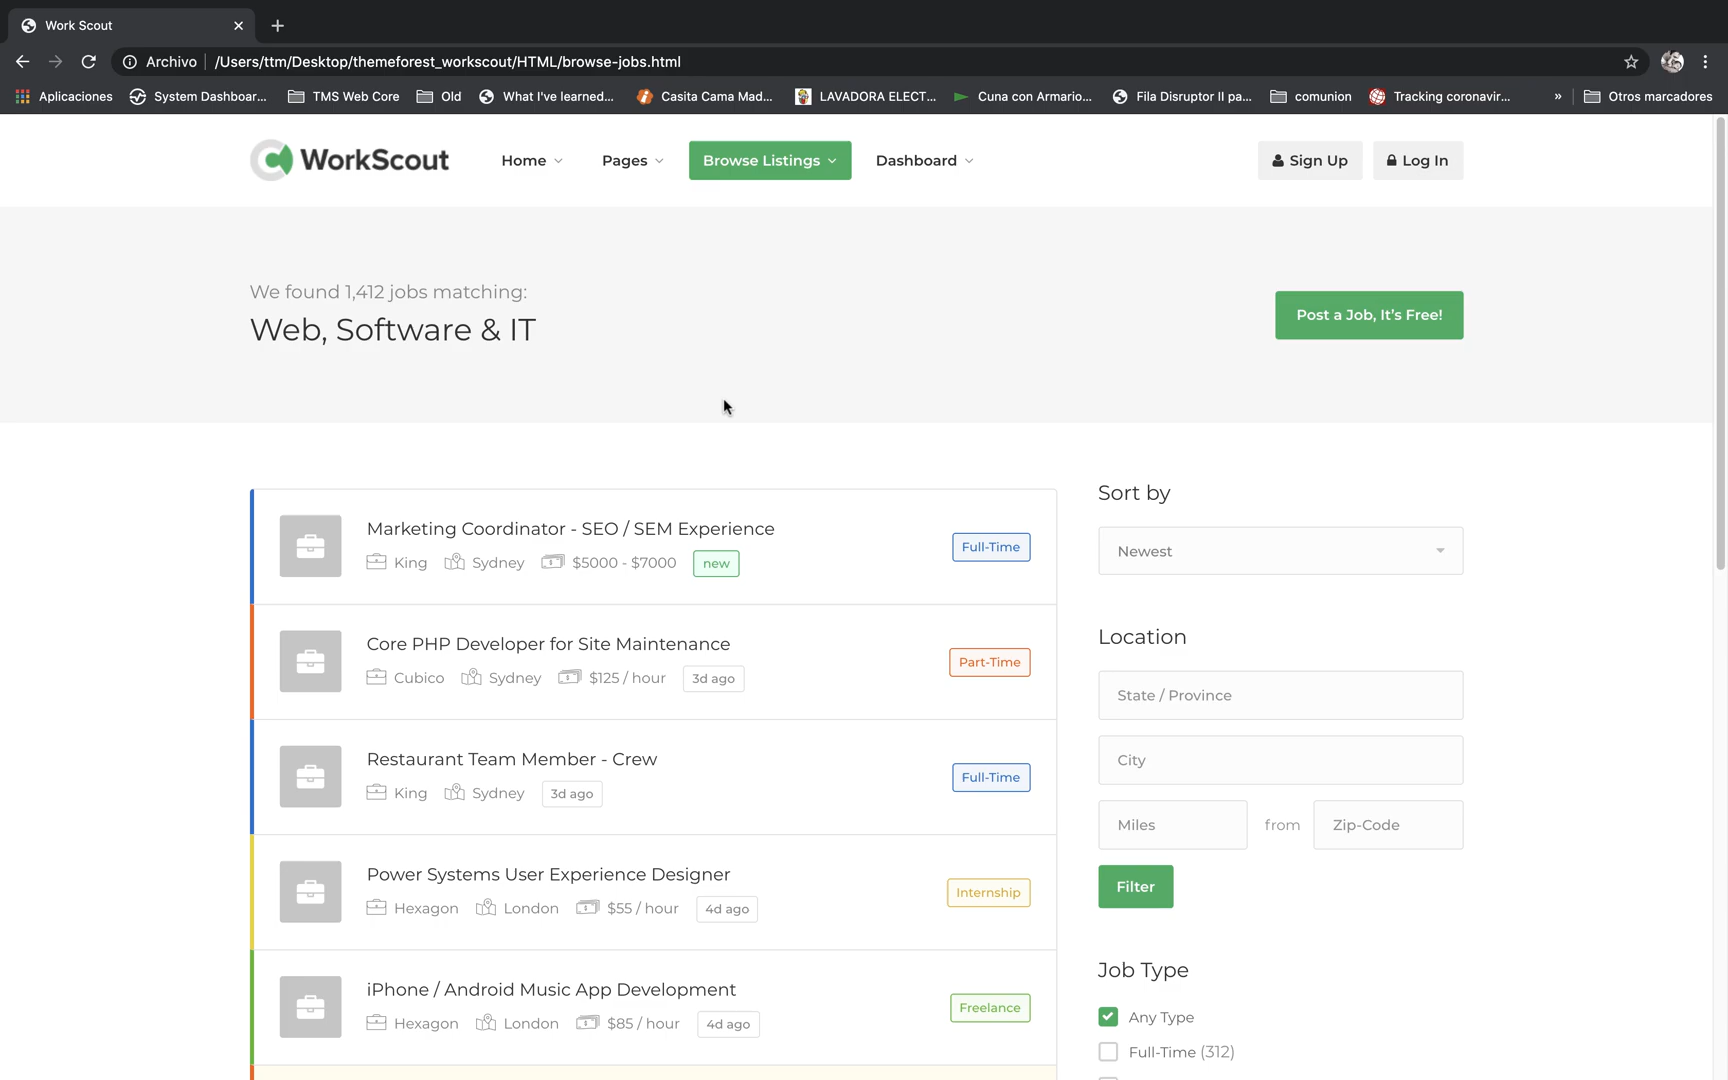 Work Scout
Archivo /Users/ttm/Desktop/themeforest_workscout/HTML/browse-jobs.html
Aplicaciones System Dashboar... TMS Web Core Old What I've learned... Casita Cama Mad... LAVADORA ELECT... Cuna con Armario... Fila Disruptor II pa... comunion Tracking coronavir... » Otros marcadores
WorkScout Home Pages Browse Listings Dashboard Sign Up Log In
We found 1,412 jobs matching:
Web, Software & IT
Post a Job, It’s Free!
Marketing Coordinator - SEO / SEM Experience
King Sydney $5000 - $7000 new
Full-Time
Core PHP Developer for Site Maintenance
Cubico Sydney $125 / hour 3d ago
Part-Time
Restaurant Team Member - Crew
King Sydney 3d ago
Full-Time
Power Systems User Experience Designer
Hexagon London $55 / hour 4d ago
Internship
iPhone / Android Music App Development
Hexagon London $85 / hour 4d ago
Freelance
Sort by
Newest
Location
State / Province
City
Miles from Zip-Code
Filter
Job Type
Any Type
Full-Time (312)